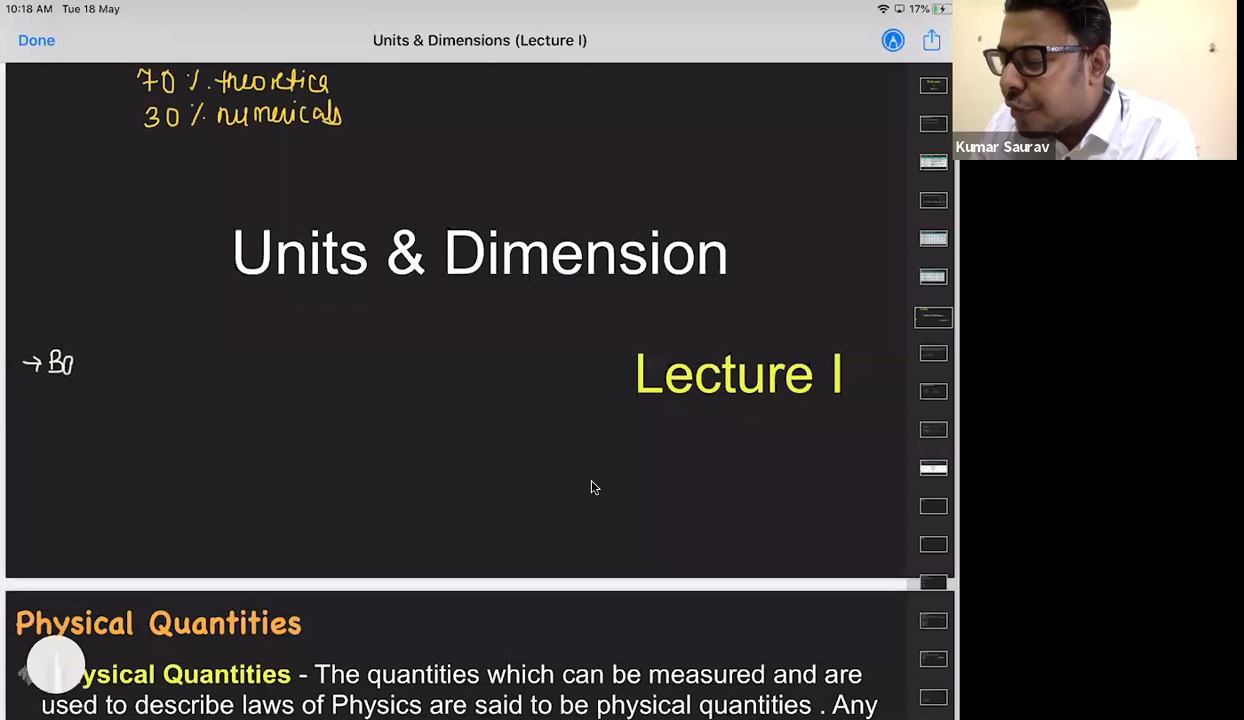 10:18 AM Tue 18 May 17%
Done Units & Dimensions (Lecture I)
70 %. theoretica
30 % numericals
Kumar Saurav
Units & Dimension
→ BO
Lecture I
Physical Quantities
ysical Quantities - The quantities which can be measured and are
used to describe laws of Physics are said to be physical quantities . Any